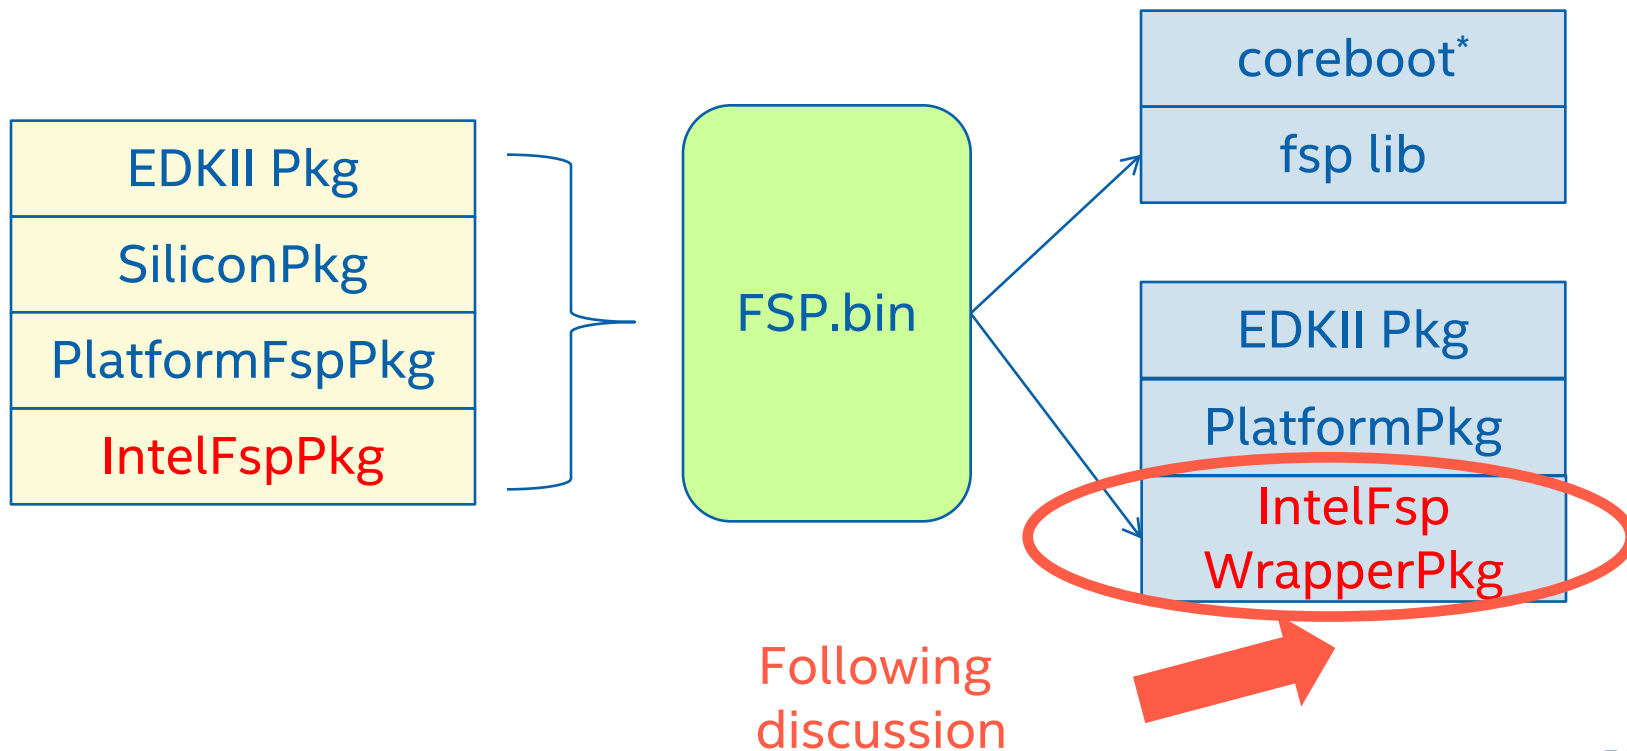 EDKII Pkg
SiliconPkg
PlatformFspPkg
IntelFspPkg
FSP.bin
coreboot*
fsp lib
EDKII Pkg
PlatformPkg
IntelFsp
WrapperPkg
Following
discussion